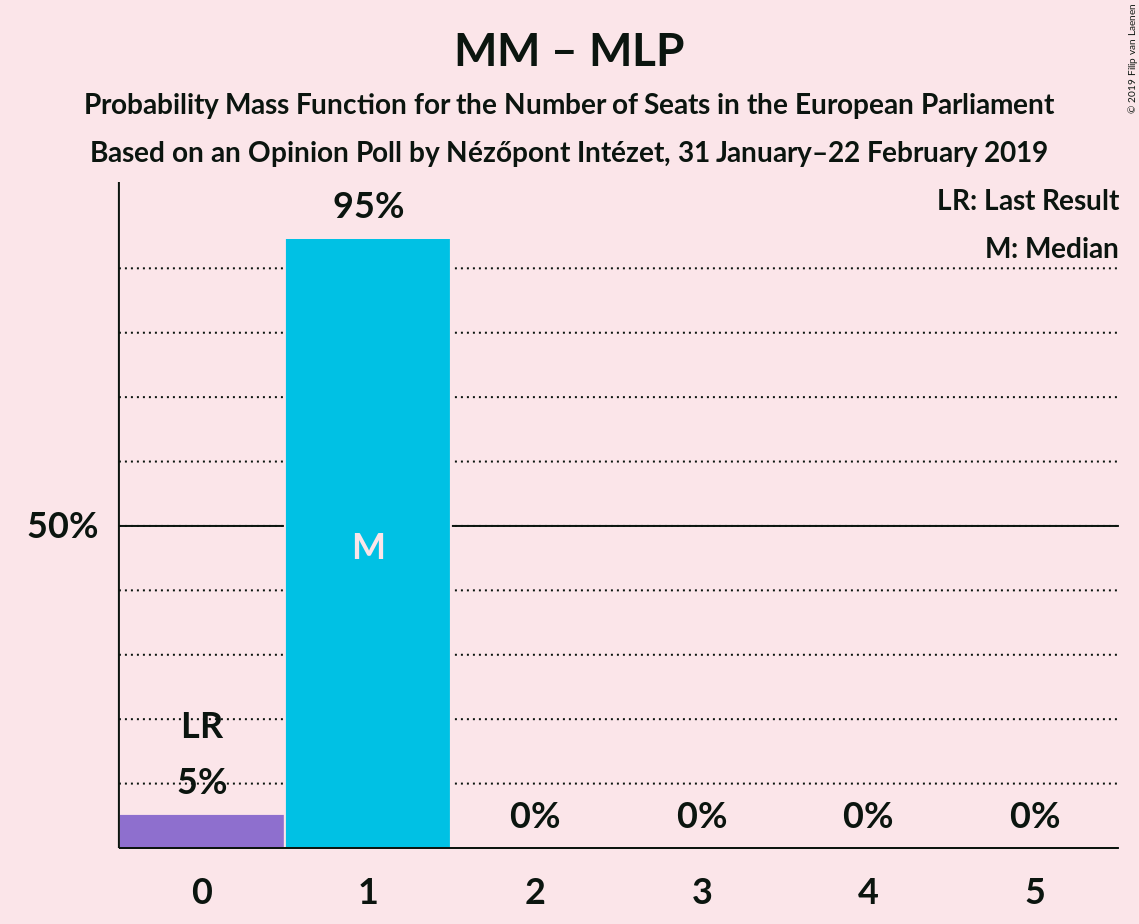 MM – MLP
Probability Mass Function for the Number of Seats in the European Parliament
Based on an Opinion Poll by Nézőpont Intézet, 31 January–22 February 2019
© 2019 Filip van Laenen
LR: Last Result
M: Median
95%
50%
M
LR
5%
0%
0%
0%
0%
0
1
2
3
4
5